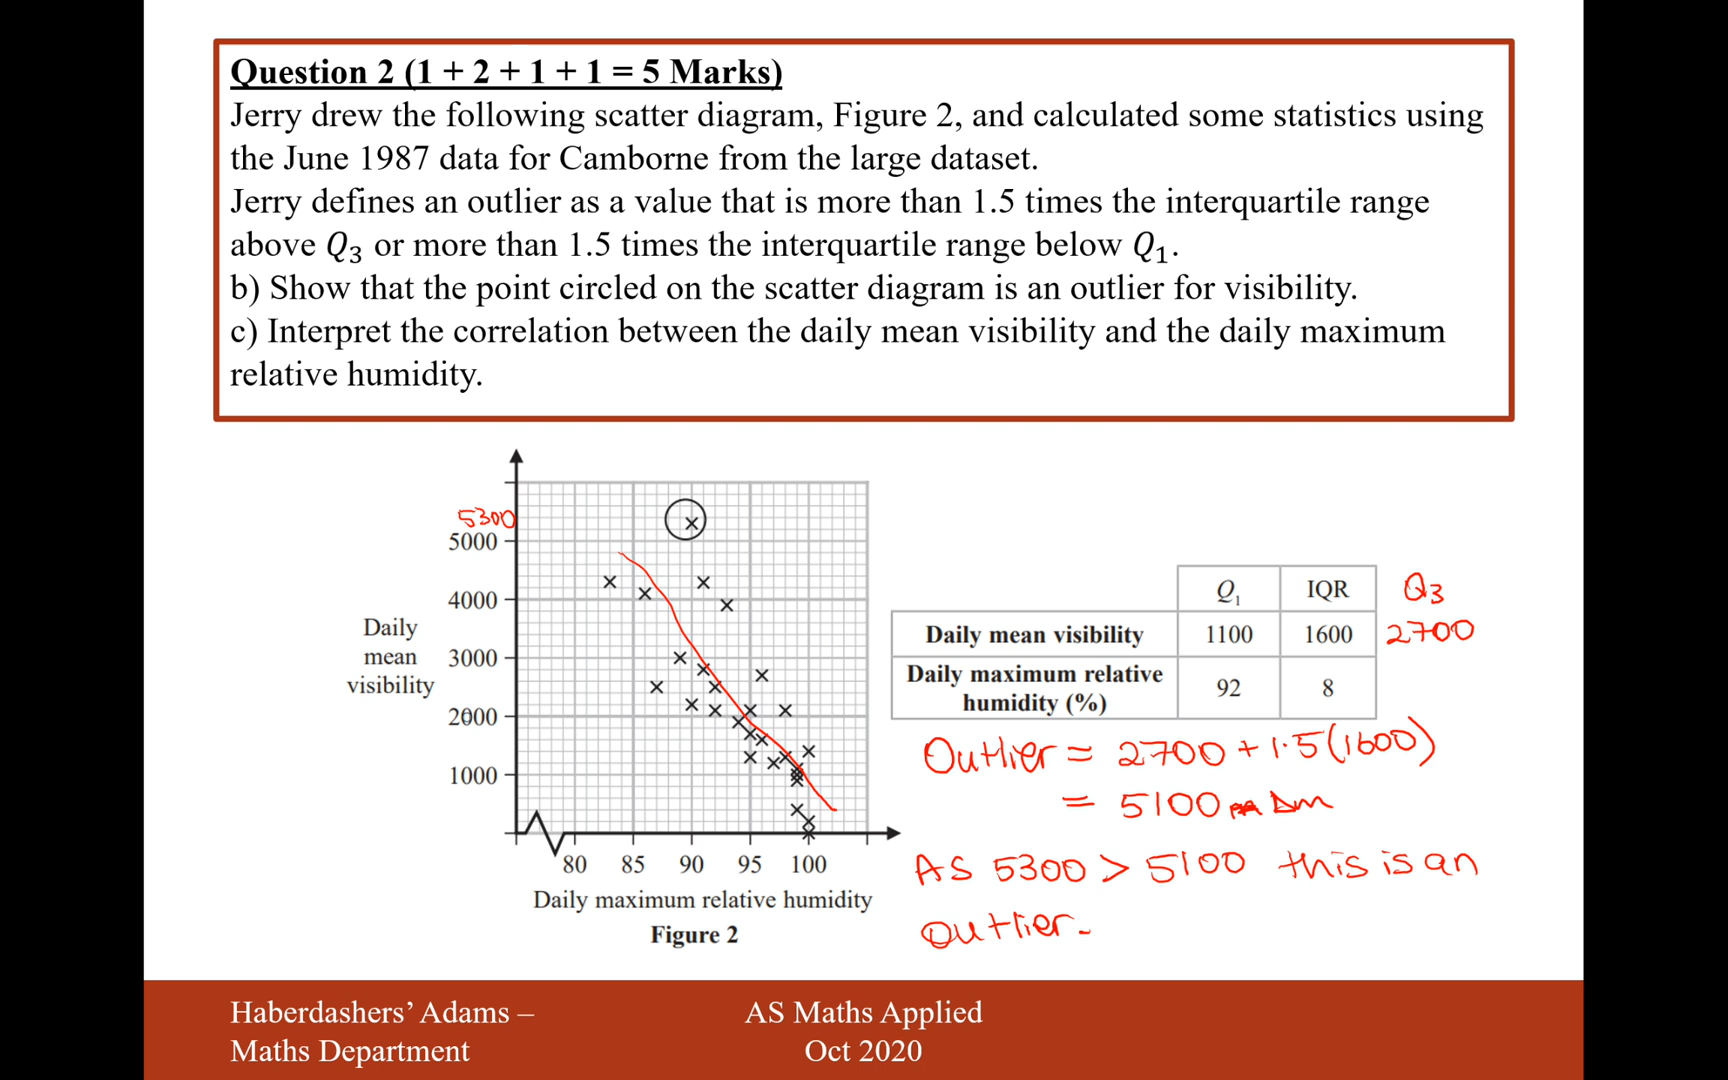 Question 2 (1 + 2 + 1 + 1 = 5 Marks)
Jerry drew the following scatter diagram, Figure 2, and calculated some statistics using
the June 1987 data for Camborne from the large dataset.
Jerry defines an outlier as a value that is more than 1.5 times the interquartile range
above Q₃ or more than 1.5 times the interquartile range below Q₁.
b) Show that the point circled on the scatter diagram is an outlier for visibility.
c) Interpret the correlation between the daily mean visibility and the daily maximum
relative humidity.
5300
5000
4000
3000
2000
1000
Daily
mean
visibility
80 85 90 95 100
Daily maximum relative humidity
Figure 2
Q₁ IQR Q₃
Daily mean visibility 1100 1600 2700
Daily maximum relative
humidity (%) 92 8
Outlier = 2700 + 1.5(1600)
= 5100 Dm
As 5300 > 5100 this is an
outlier.
Haberdashers’ Adams –
Maths Department
AS Maths Applied
Oct 2020